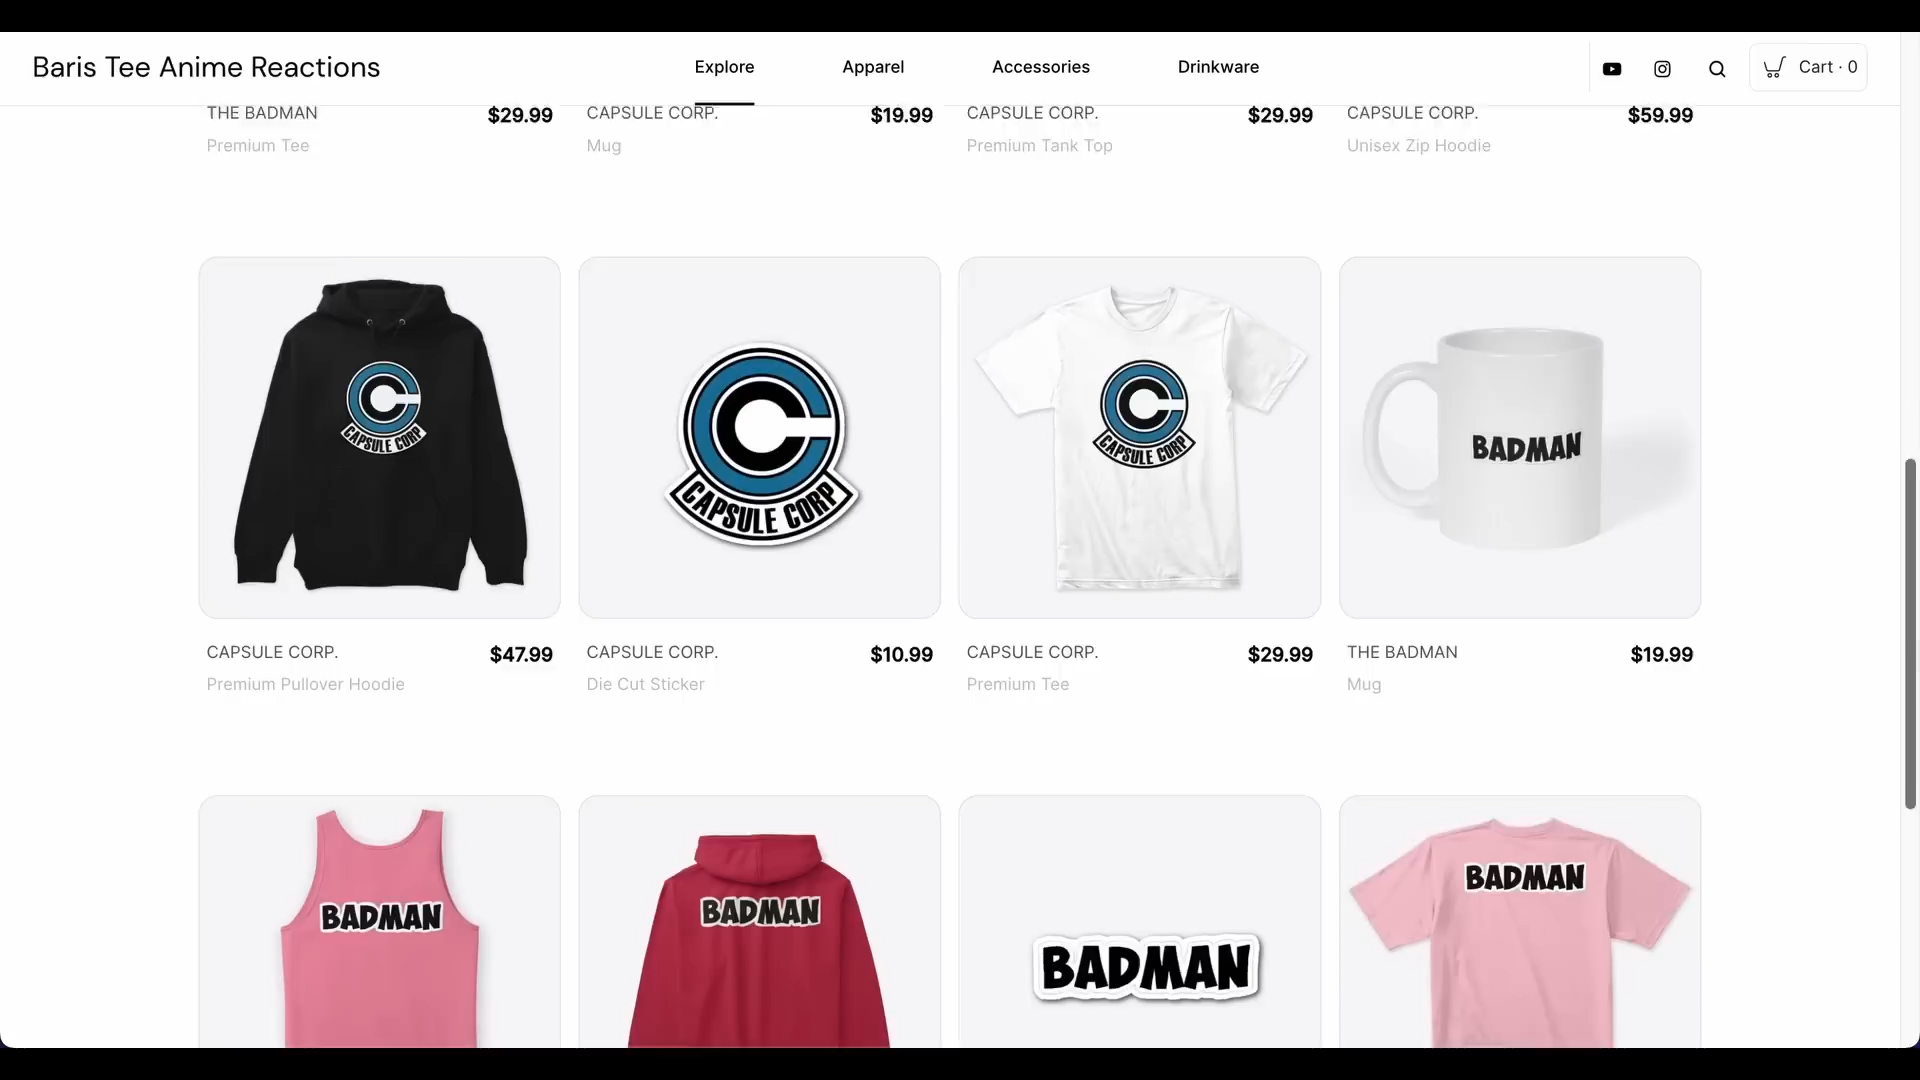 Baris Tee Anime Reactions
Explore
Apparel
Accessories
Drinkware
Cart · 0
THE BADMAN
$29.99
Premium Tee
CAPSULE CORP.
$19.99
Mug
CAPSULE CORP.
$29.99
Premium Tank Top
CAPSULE CORP.
$59.99
Unisex Zip Hoodie
CAPSULE CORP
CAPSULE CORP
CAPSULE CORP
BADMAN
CAPSULE CORP.
$47.99
Premium Pullover Hoodie
CAPSULE CORP.
$10.99
Die Cut Sticker
CAPSULE CORP.
$29.99
Premium Tee
THE BADMAN
$19.99
Mug
BADMAN
BADMAN
BADMAN
BADMAN